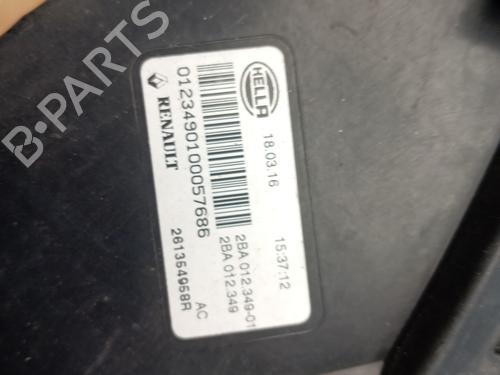 HELLA
18.03.16
15:37:12
0123490100057686
2BA 012.349-01
2BA 012.349
RENAULT
261354958R
AC
B-PARTS